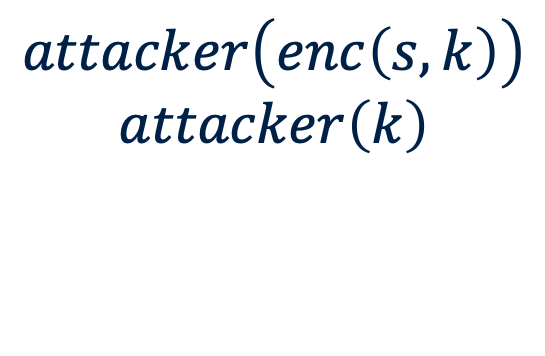 attacker(enc(s, k))
attacker(k)